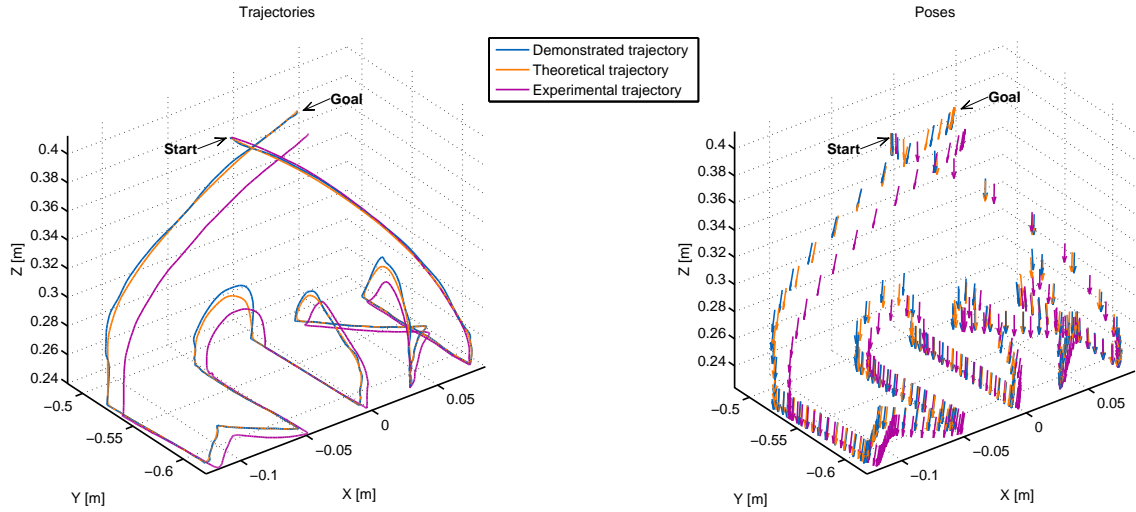 Trajectories
Poses
Demonstrated trajectory
Theoretical trajectory
Experimental trajectory
Goal
Start
0.4
0.38
0.36
0.34
0.32
0.3
0.28
0.26
0.24
Z [m]
−0.5
−0.55
−0.6
Y [m]
−0.1
−0.05
0
0.05
X [m]
Goal
Start
0.4
0.38
0.36
0.34
0.32
0.3
0.28
0.26
0.24
Z [m]
−0.5
−0.55
−0.6
Y [m]
−0.1
−0.05
0
0.05
X [m]